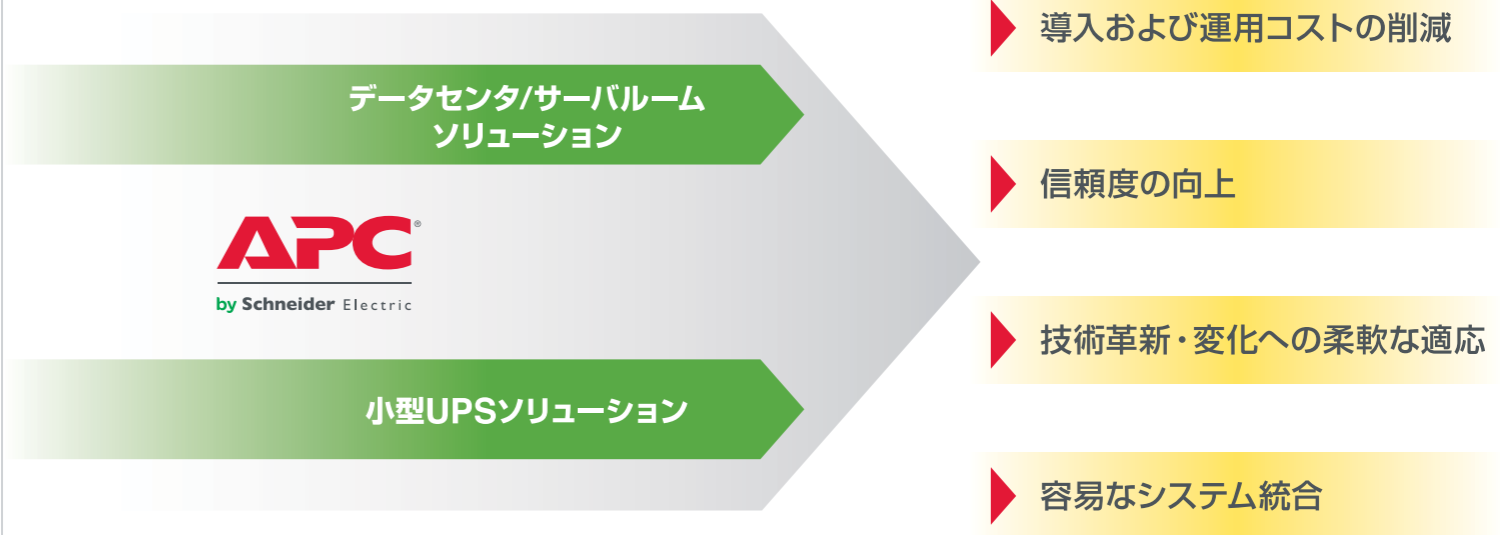 データセンタ/サーバルーム
ソリューション
APC®
by Schneider Electric
小型UPSソリューション
導入および運用コストの削減
信頼度の向上
技術革新・変化への柔軟な適応
容易なシステム統合